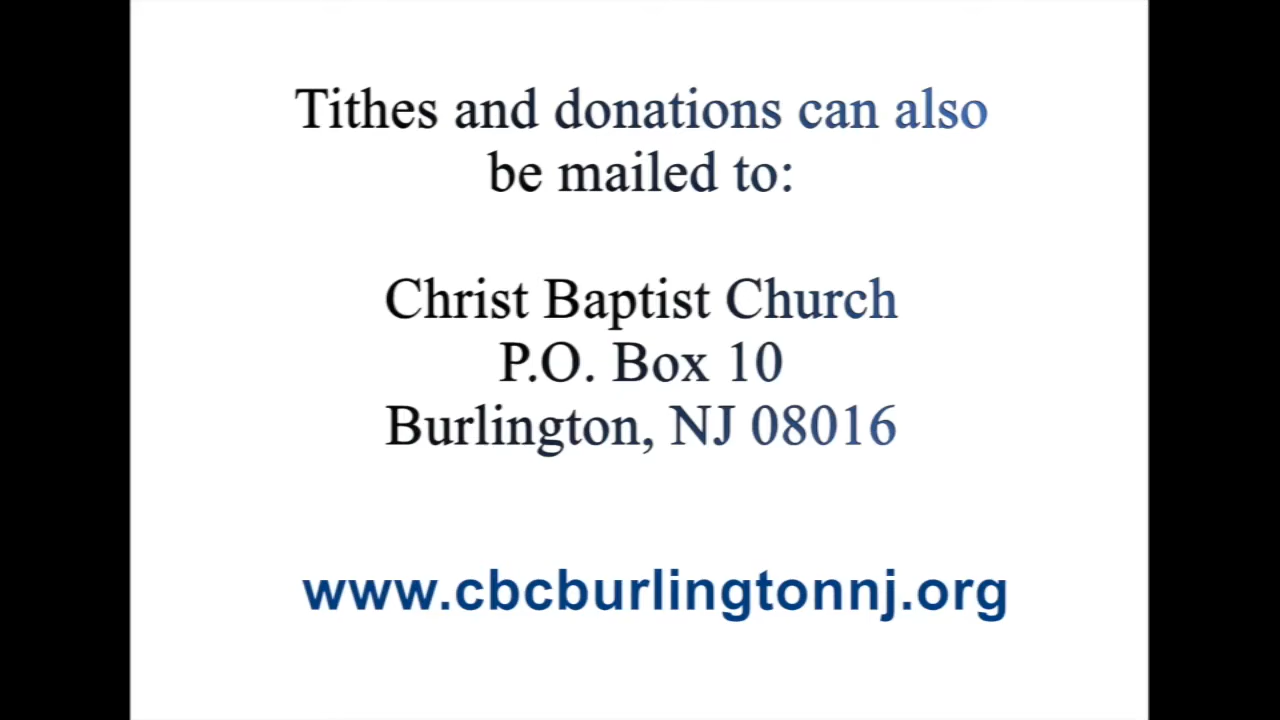 Tithes and donations can also
be mailed to:
Christ Baptist Church
P.O. Box 10
Burlington, NJ 08016
www.cbcburlingtonnj.org